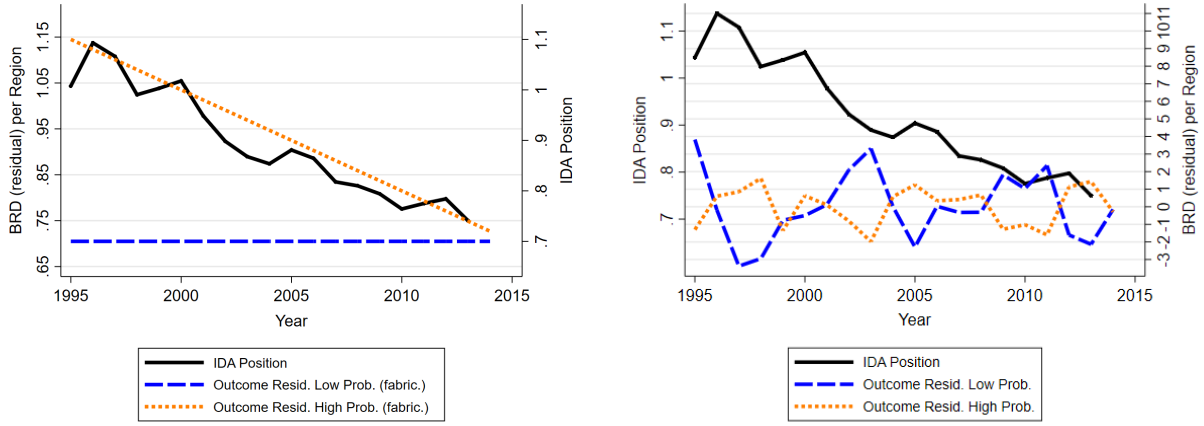 BRD (residual) per Region
65 75 85 95 1.05 1.15
.7 .8 .9 1 1.1
IDA Position
1995 2000 2005 2010 2015
Year
IDA Position
Outcome Resid. Low Prob. (fabric.)
Outcome Resid. High Prob. (fabric.)
IDA Position
.7 .8 .9 1 1.1
-3 -2 -1 0 1 2 3 4 5 6 7 8 9 10 11
BRD (residual) per Region
1995 2000 2005 2010 2015
Year
IDA Position
Outcome Resid. Low Prob.
Outcome Resid. High Prob.